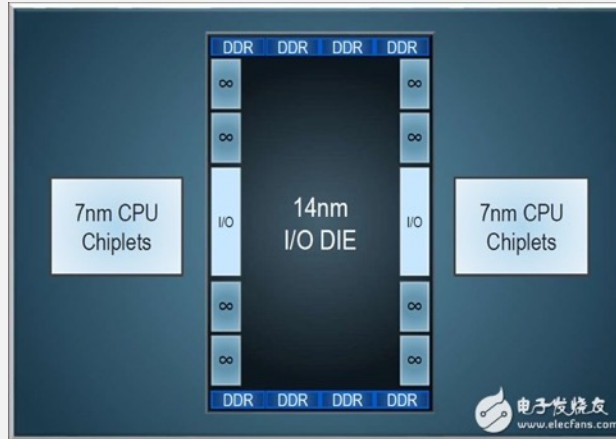 DDR DDR DDR DDR
∞ ∞
∞ ∞
7nm CPU
Chiplets
I/O
14nm
I/O DIE
I/O
7nm CPU
Chiplets
∞ ∞
∞ ∞
DDR DDR DDR DDR
电子发烧友
www.elecfans.com